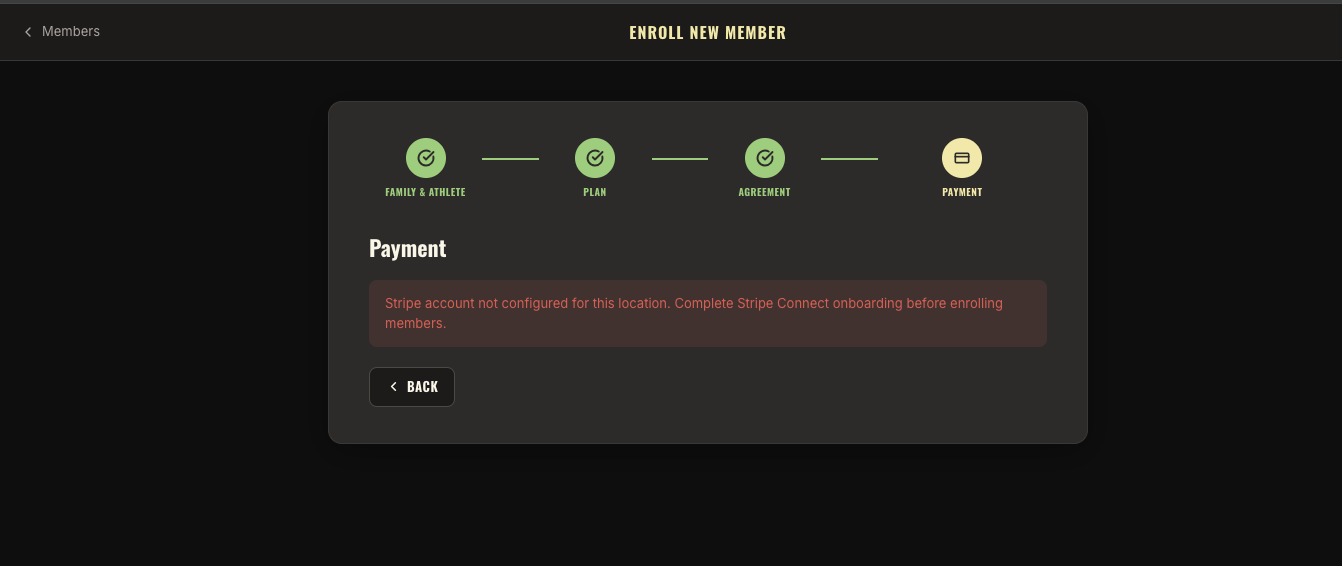 Members
ENROLL NEW MEMBER
FAMILY & ATHLETE
PLAN
AGREEMENT
PAYMENT
Payment
Stripe account not configured for this location. Complete Stripe Connect onboarding before enrolling
members.
BACK